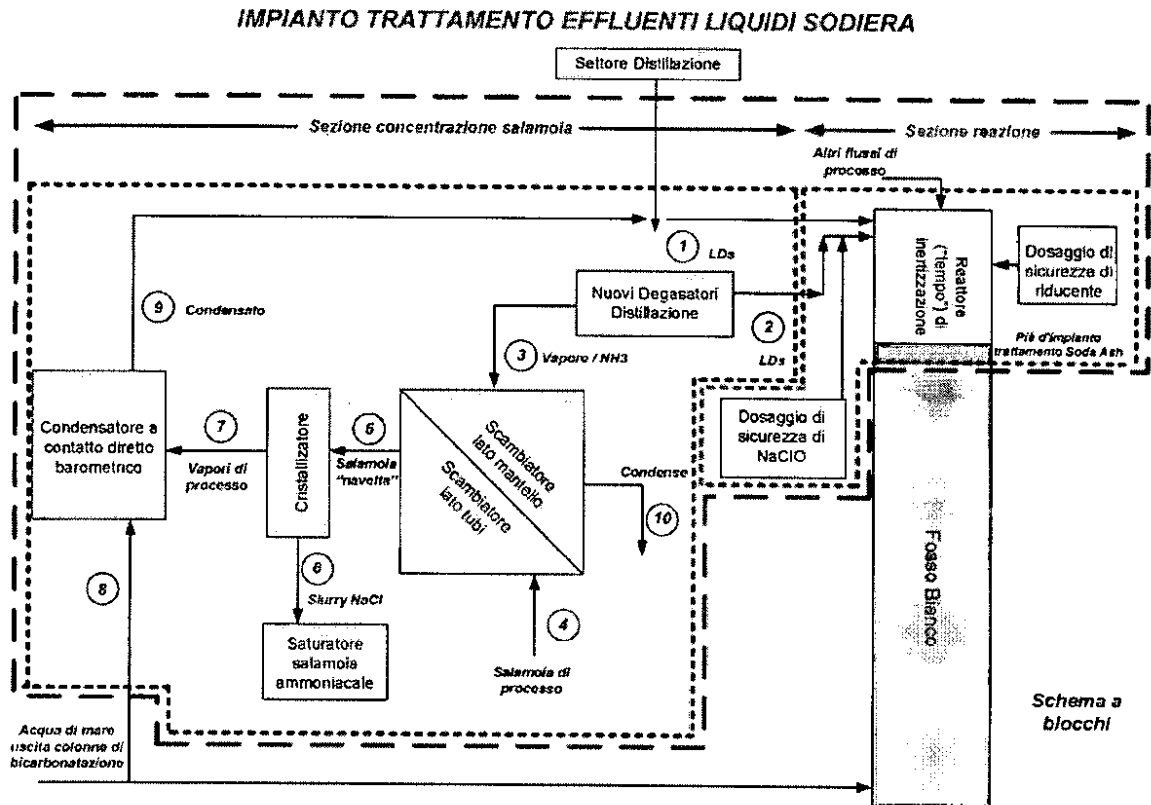 IMPIANTO TRATTAMENTO EFFLUENTI LIQUIDI SODIERA
Settore Distillazione
Sezione concentrazione salamoia
Sezione reazione
Altri flussi di
processo
1 LDs
Reattore
("tempo") di
inertizzazione
Dosaggio di
sicurezza di
riducente
9 Condensato
Nuovi Degasatori
Distillazione
2
LDs
Piè d'impianto
trattamento Soda Ash
3 Vapore / NH3
Condensatore a
contatto diretto
barometrico
7
Vapori di
processo
Cristallizzatore
5
Salamoia
"navetta"
Scambiatore
lato mantello
Scambiatore
lato tubi
Condense
10
Dosaggio di
sicurezza di
NaClO
8
6
Slurry NaCl
4
Saturatore
salamoia
ammoniacale
Salamoia di
processo
Fosso Bianco
Schema a
blocchi
Acqua di mare
uscita colonne di
bicarbonatazione